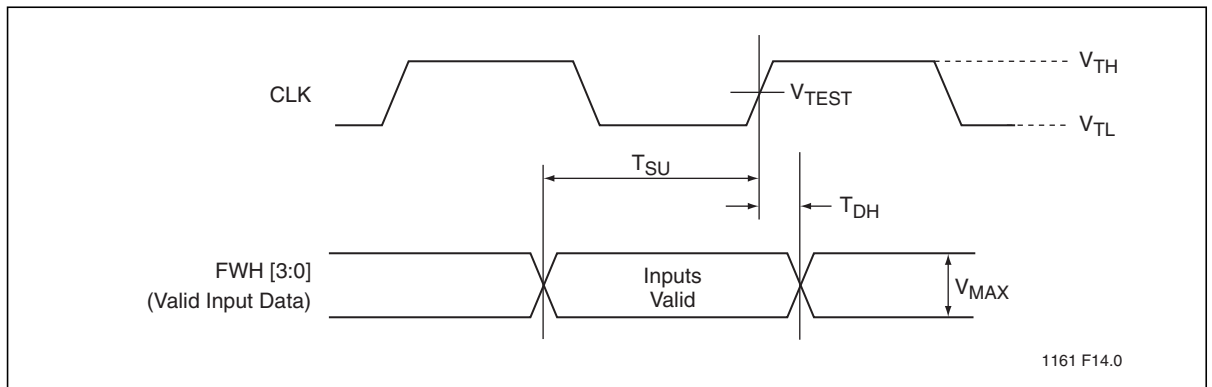 CLK
VTH
VTEST
VTL
TSU
TDH
FWH [3:0]
(Valid Input Data)
Inputs
Valid
VMAX
1161 F14.0